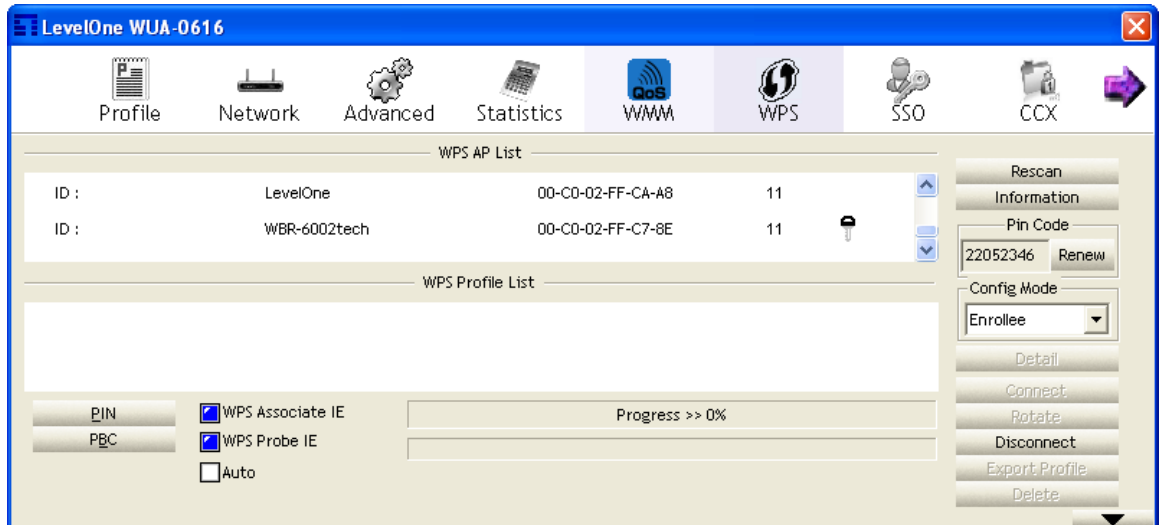 LevelOne WUA-0616
Profile Network Advanced Statistics QoS WMM WPS SSO CCX
WPS AP List
ID : LevelOne 00-C0-02-FF-CA-A8 11
ID : WBR-6002tech 00-C0-02-FF-C7-8E 11
WPS Profile List
PIN
PBC
WPS Associate IE
WPS Probe IE
Auto
Progress >> 0%
Rescan
Information
Pin Code
22052346 Renew
Config Mode
Enrollee
Detail
Connect
Rotate
Disconnect
Export Profile
Delete